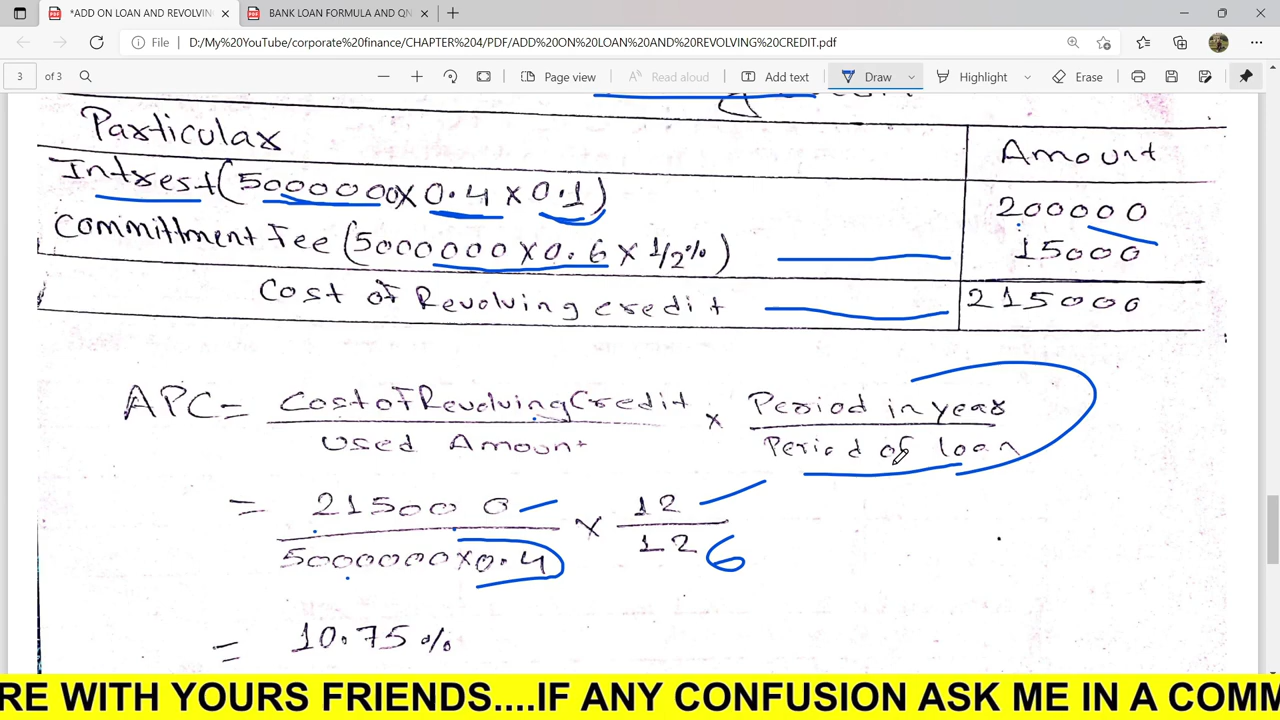 *ADD ON LOAN AND REVOLVIN
BANK LOAN FORMULA AND QN
File D:/My%20YouTube/corporate%20finance/CHAPTER%204/PDF/ADD%20ON%20LOAN%20AND%20REVOLVING%20CREDIT.pdf
3 of 3 Page view Read aloud Add text Draw Highlight Erase
Particular Amount
Intrest (5000000 x 0.4 x 0.1) 200000
Committment Fee (5000000 x 0.6 x 1/2%) 15000
Cost of Revolving credit 215000
APC = Cost of Revolving Credit x Period in year
Used Amount Period of loan
= 215000 x 12
5000000 x 0.4 12 6
= 10.75 %
RE WITH YOURS FRIENDS....IF ANY CONFUSION ASK ME IN A COMM